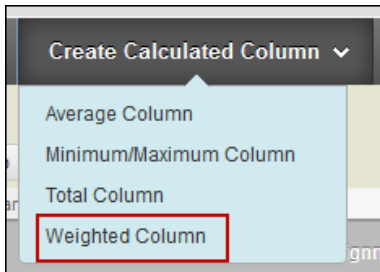 Create Calculated Column
Average Column
Minimum/Maximum Column
Total Column
Weighted Column